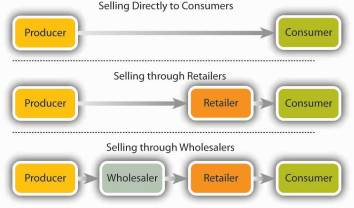 Selling Directly to Consumers
Producer Consumer
Selling through Retailers
Producer Retailer Consumer
Selling through Wholesalers
Producer Wholesaler Retailer Consumer